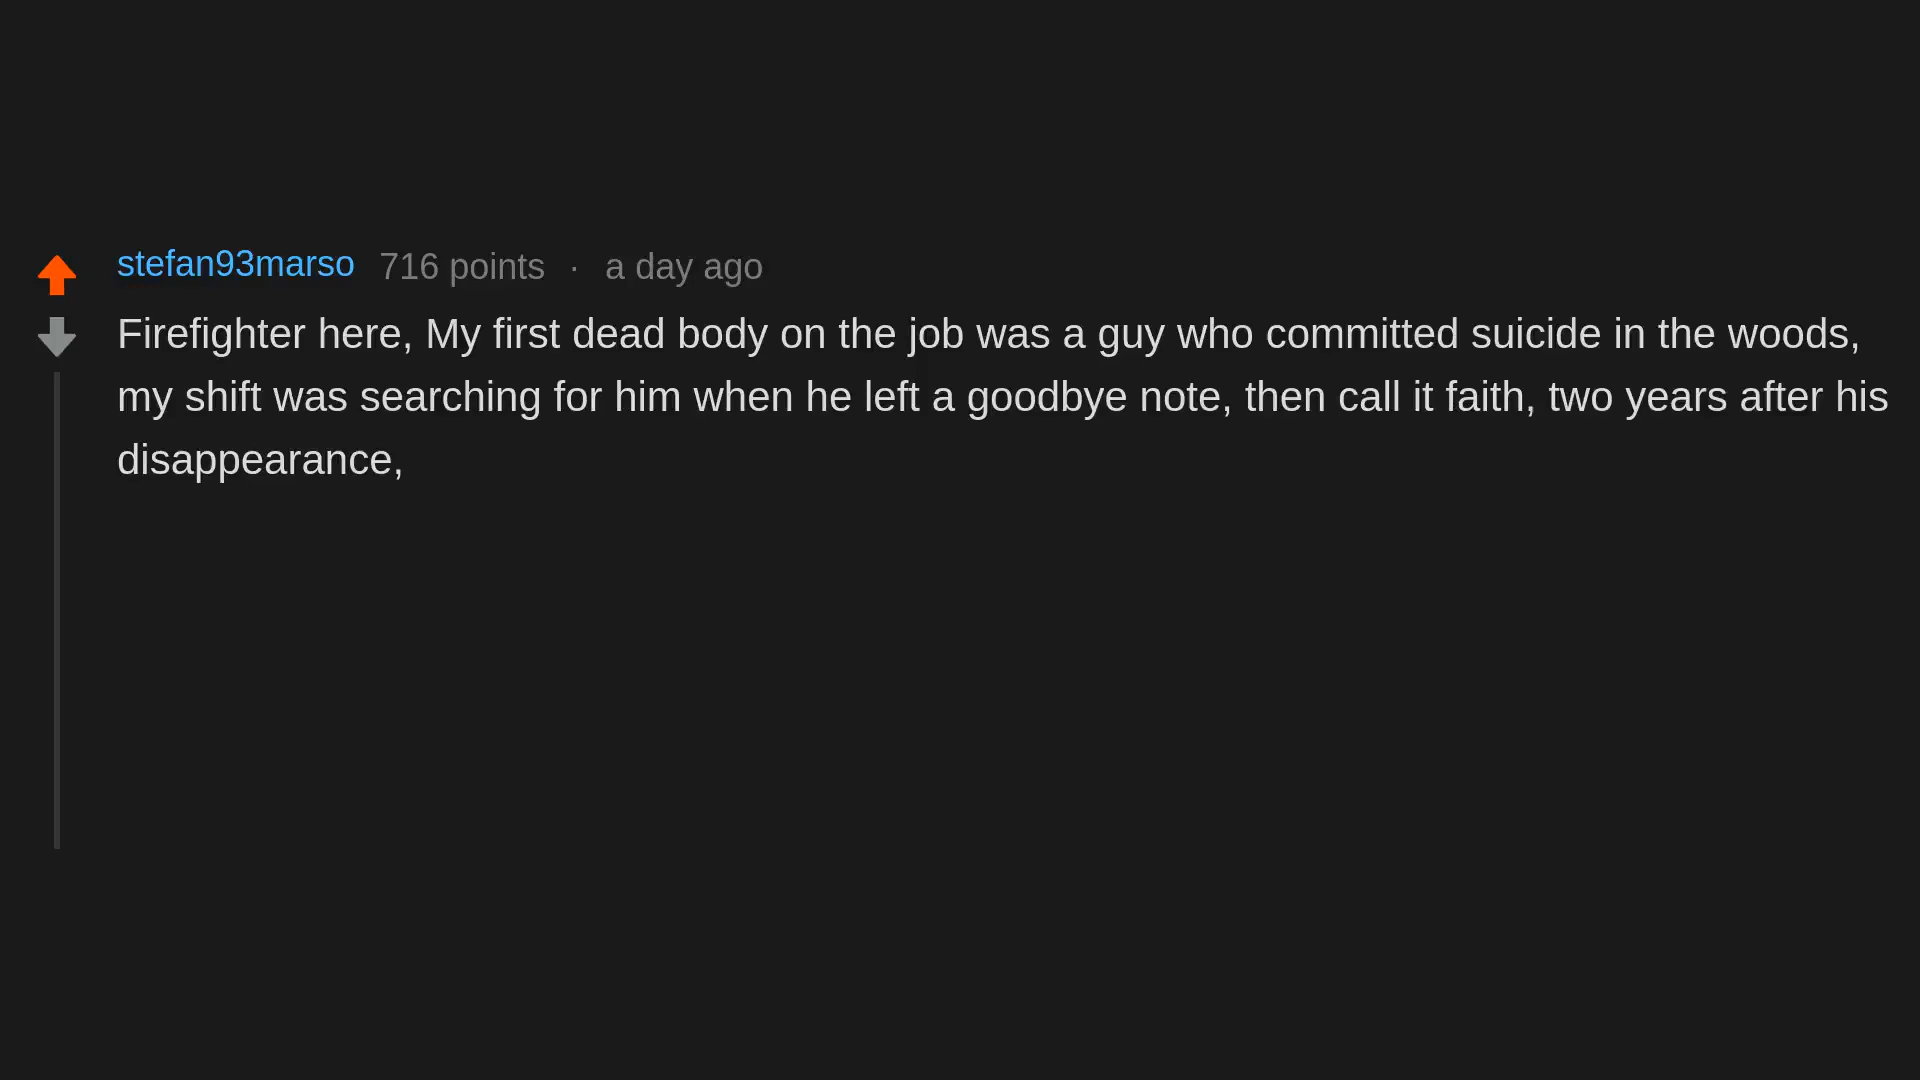 stefan93marso 716 points · a day ago
Firefighter here, My first dead body on the job was a guy who committed suicide in the woods,
my shift was searching for him when he left a goodbye note, then call it faith, two years after his
disappearance,